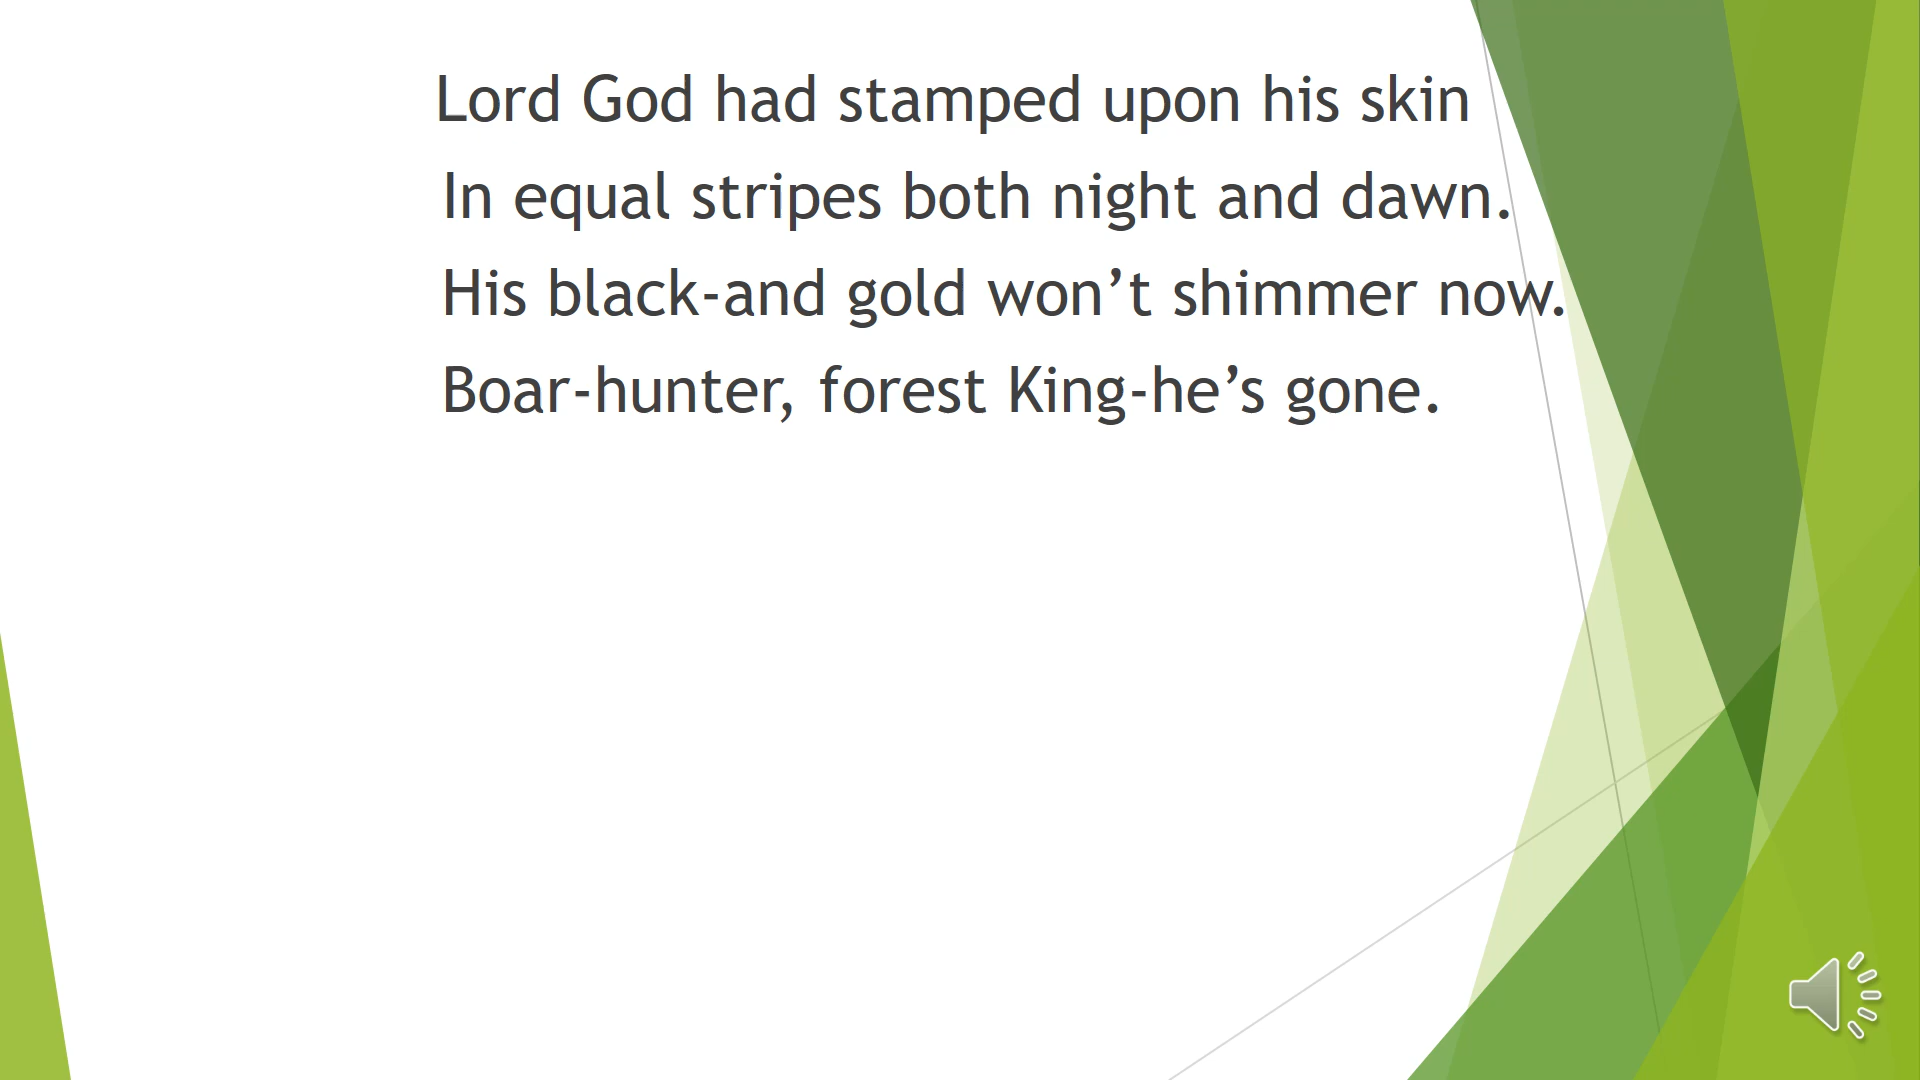 Lord God had stamped upon his skin
In equal stripes both night and dawn.
His black-and gold won’t shimmer now.
Boar-hunter, forest King-he’s gone.